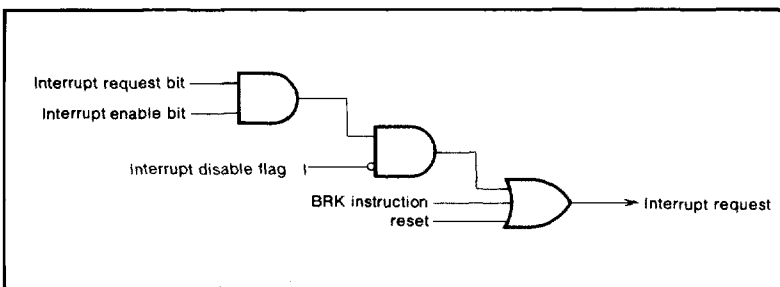 Interrupt request bit
Interrupt enable bit
Interrupt disable flag I
BRK instruction
reset
Interrupt request